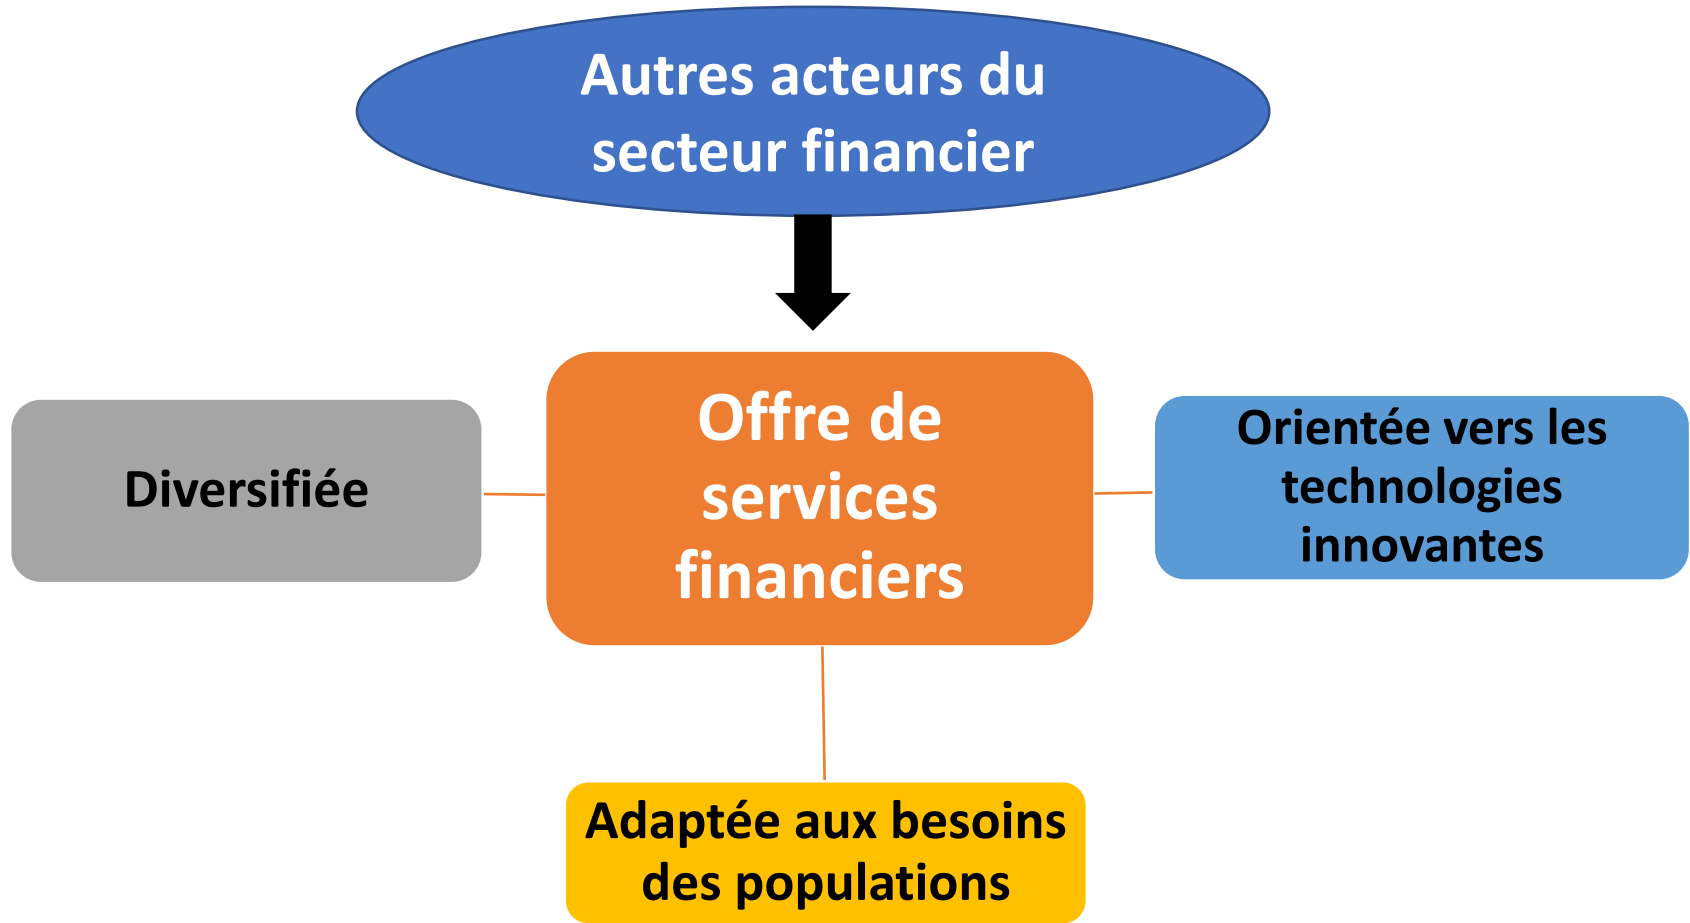 Autres acteurs du
secteur financier
Offre de
services
financiers
Diversifiée
Orientée vers les
technologies
innovantes
Adaptée aux besoins
des populations